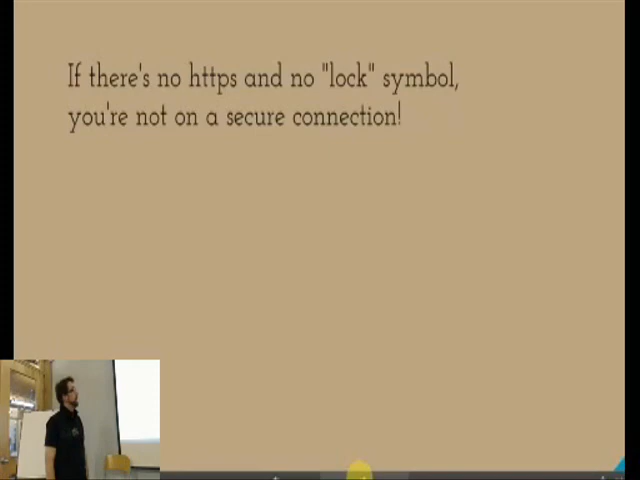 If there's no https and no "lock" symbol,
you're not on a secure connection!